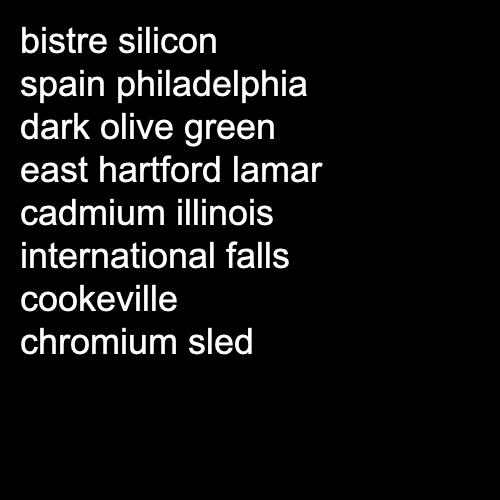 bistre silicon
spain philadelphia
dark olive green
east hartford lamar
cadmium illinois
international falls
cookeville
chromium sled